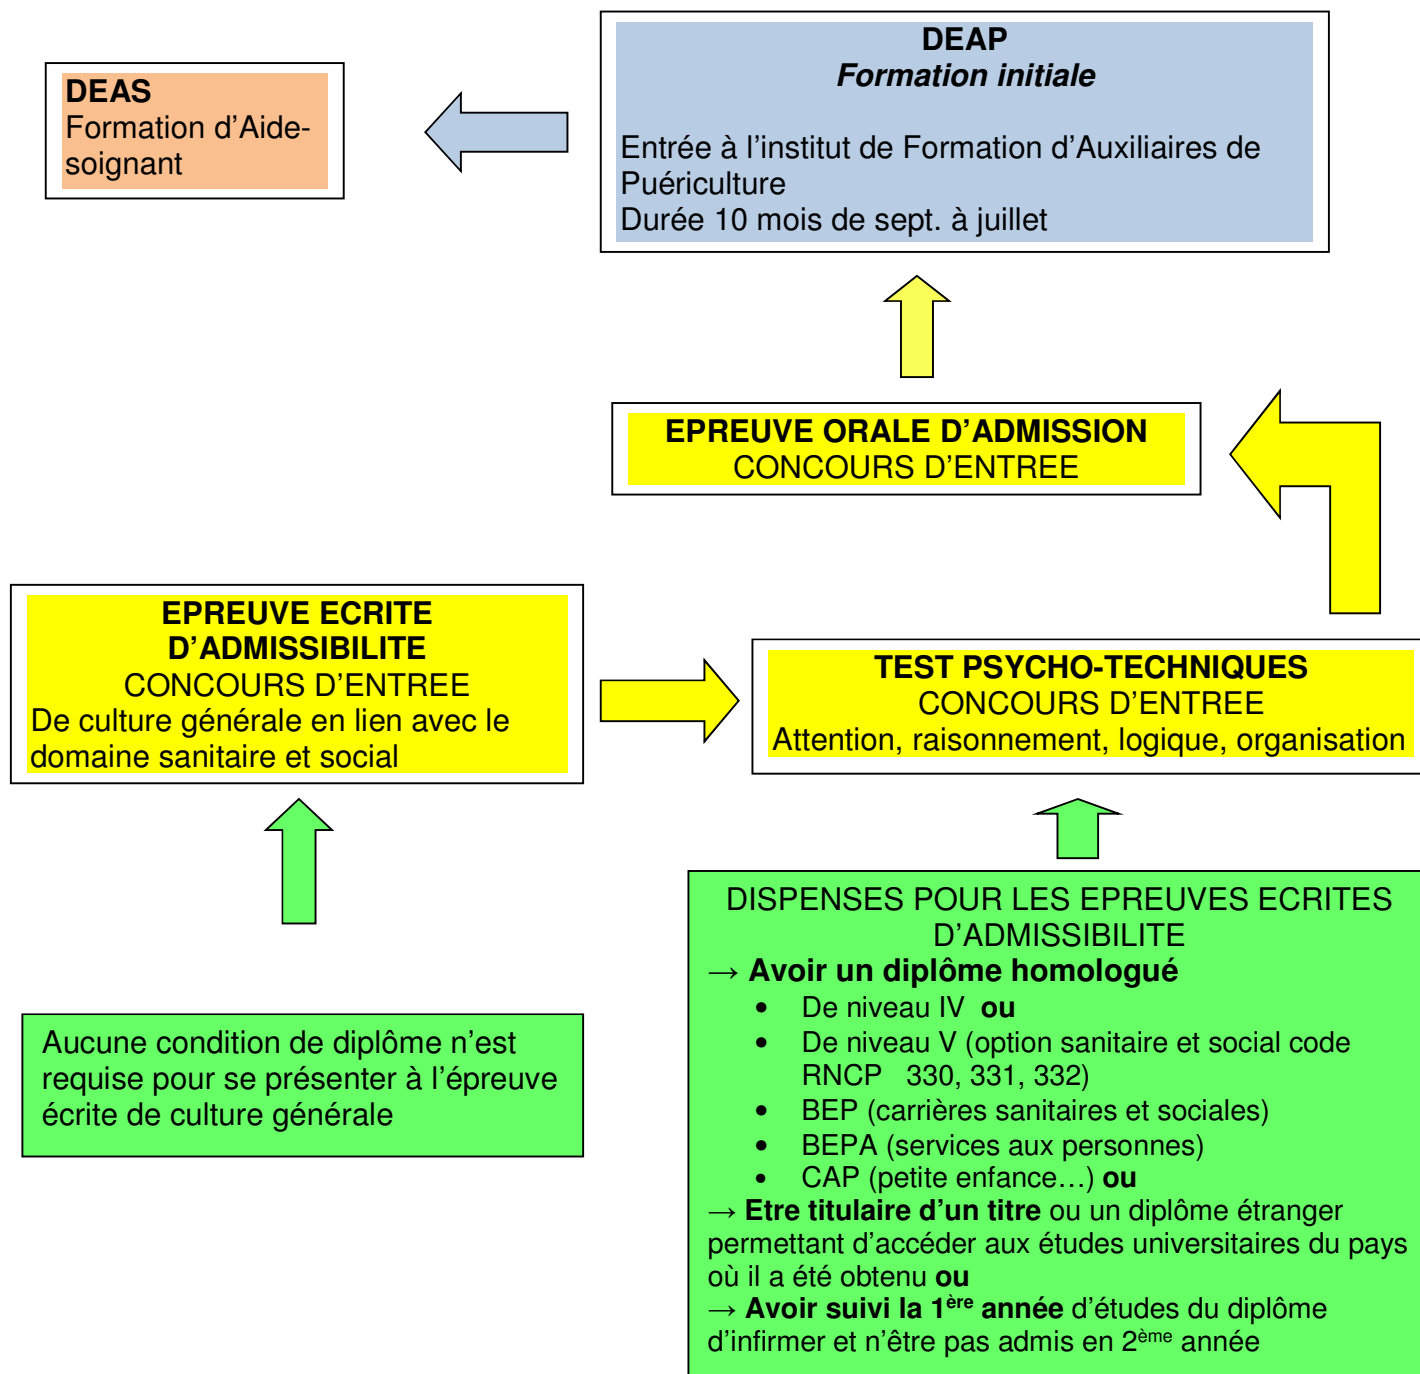 DEAP
Formation initiale
Entrée à l'institut de Formation d'Auxiliaires de
Puériculture
Durée 10 mois de sept. à juillet
DEAS
Formation d'Aide-
soignant
EPREUVE ORALE D'ADMISSION
CONCOURS D'ENTREE
EPREUVE ECRITE
D'ADMISSIBILITE
CONCOURS D'ENTREE
De culture générale en lien avec le
domaine sanitaire et social
TEST PSYCHO-TECHNIQUES
CONCOURS D'ENTREE
Attention, raisonnement, logique, organisation
Aucune condition de diplôme n'est
requise pour se présenter à l'épreuve
écrite de culture générale
DISPENSES POUR LES EPREUVES ECRITES
D'ADMISSIBILITE
→ Avoir un diplôme homologué
• De niveau IV ou
• De niveau V (option sanitaire et social code
RNCP 330, 331, 332)
• BEP (carrières sanitaires et sociales)
• BEPA (services aux personnes)
• CAP (petite enfance…) ou
→ Etre titulaire d'un titre ou un diplôme étranger
permettant d'accéder aux études universitaires du pays
où il a été obtenu ou
→ Avoir suivi la 1ère année d'études du diplôme
d'infirmer et n'être pas admis en 2ème année